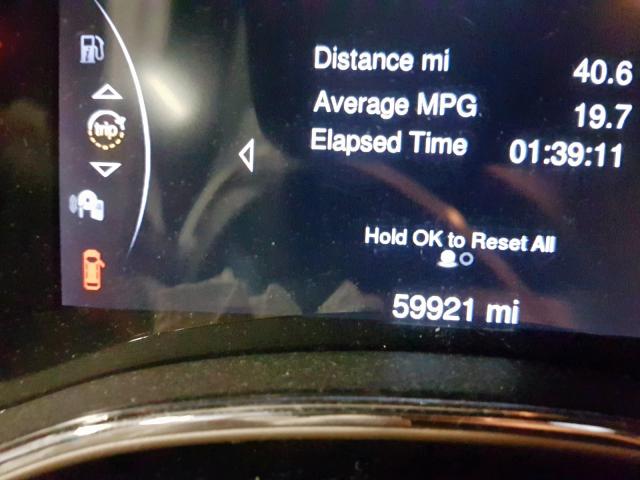 Distance mi 40.6
Average MPG 19.7
trip
Elapsed Time 01:39:11
Hold OK to Reset All
59921 mi